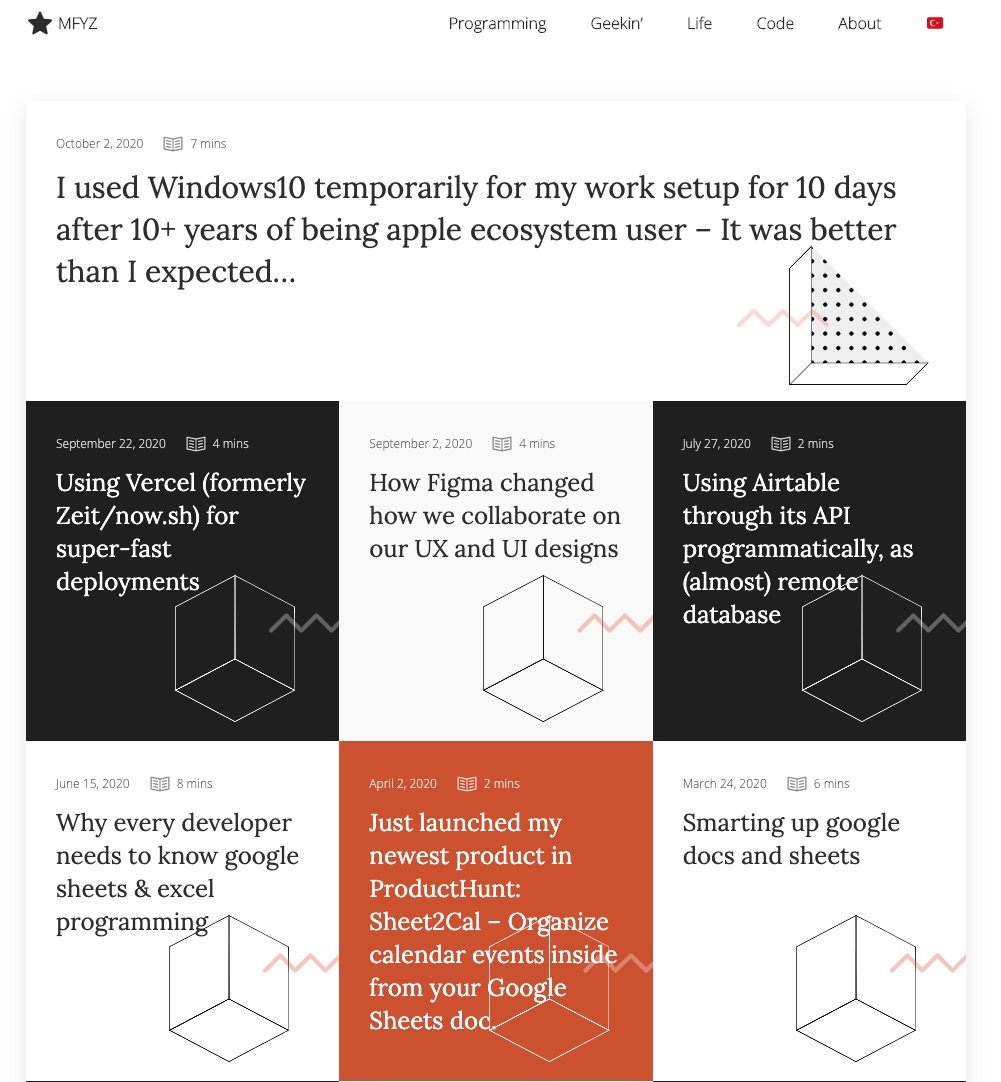 MFYZ
Programming
Geekin’
Life
Code
About
October 2, 2020
7 mins
I used Windows10 temporarily for my work setup for 10 days
after 10+ years of being apple ecosystem user – It was better
than I expected…
September 22, 2020
4 mins
Using Vercel (formerly
Zeit/now.sh) for
super-fast
deployments
September 2, 2020
4 mins
How Figma changed
how we collaborate on
our UX and UI designs
July 27, 2020
2 mins
Using Airtable
through its API
programmatically, as
(almost) remote
database
June 15, 2020
8 mins
Why every developer
needs to know google
sheets & excel
programming
April 2, 2020
2 mins
Just launched my
newest product in
ProductHunt:
Sheet2Cal – Organize
calendar events inside
from your Google
Sheets doc.
March 24, 2020
6 mins
Smarting up google
docs and sheets